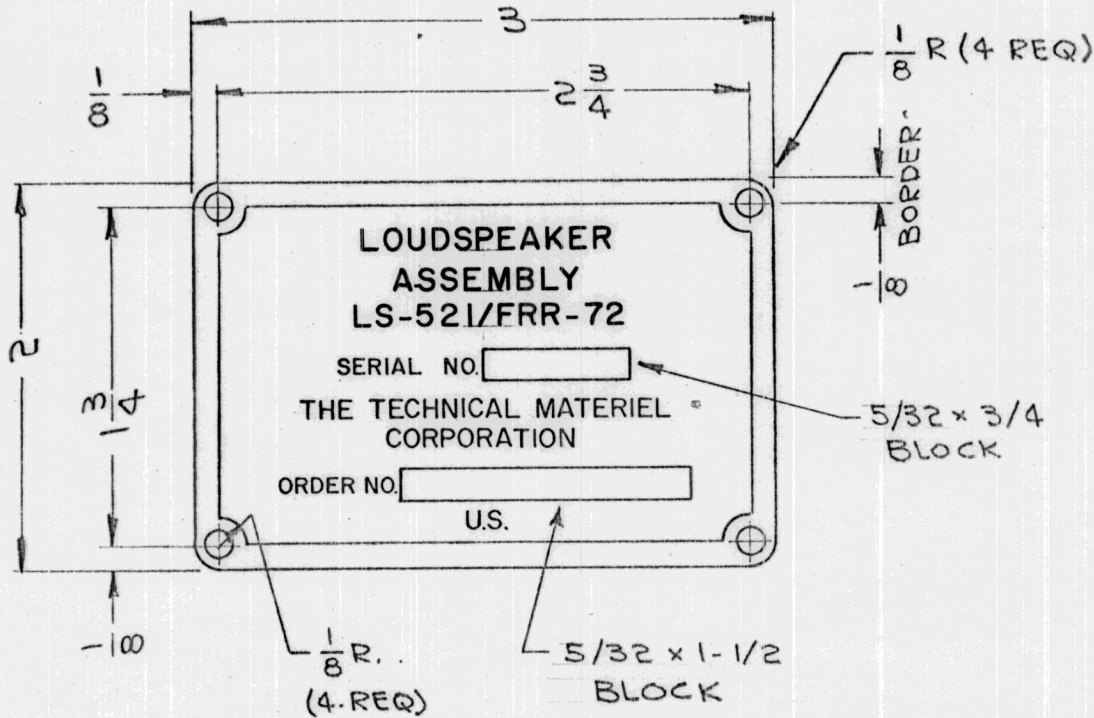 3
1/8
2 3/4
1/8 R (4 REQ)
1/8 BORDER
2
1 3/4
1/8
LOUDSPEAKER
ASSEMBLY
LS-521/FRR-72
SERIAL NO.
THE TECHNICAL MATERIEL
CORPORATION
ORDER NO.
U.S.
5/32 x 3/4
BLOCK
1/8 R.
(4 REQ)
5/32 x 1-1/2
BLOCK